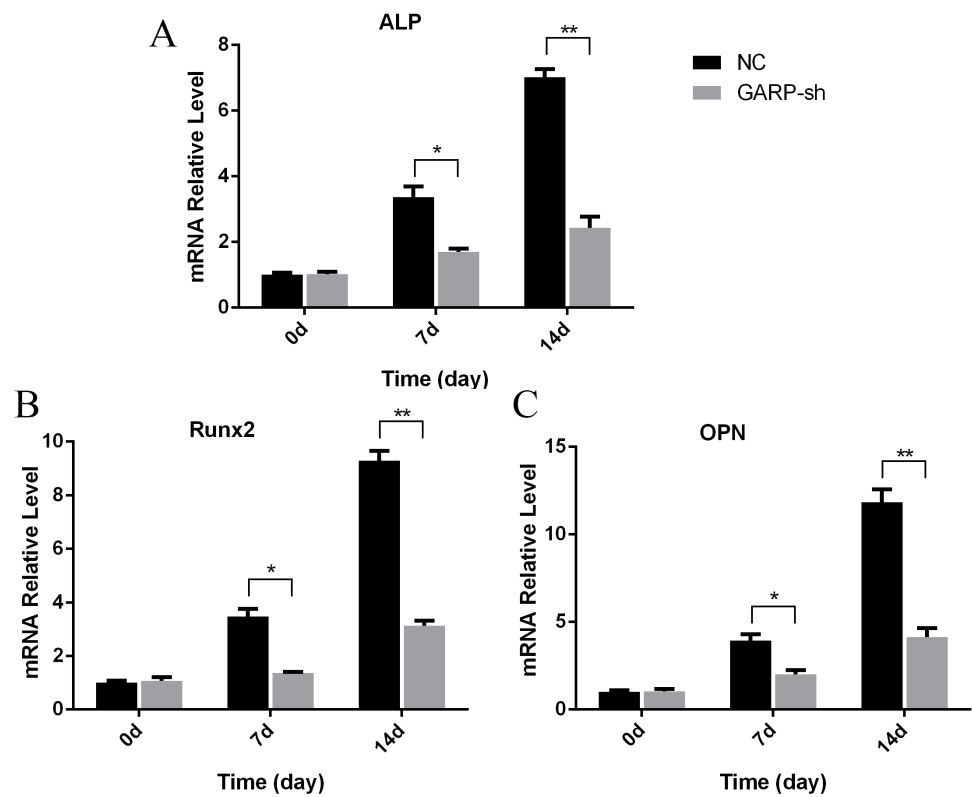 A
ALP
NC
GARP-sh
**
*
mRNA Relative Level
8
6
4
2
0
0d
7d
14d
Time (day)
B
Runx2
**
*
mRNA Relative Level
10
8
6
4
2
0
0d
7d
14d
Time (day)
C
OPN
**
*
mRNA Relative Level
15
10
5
0
0d
7d
14d
Time (day)